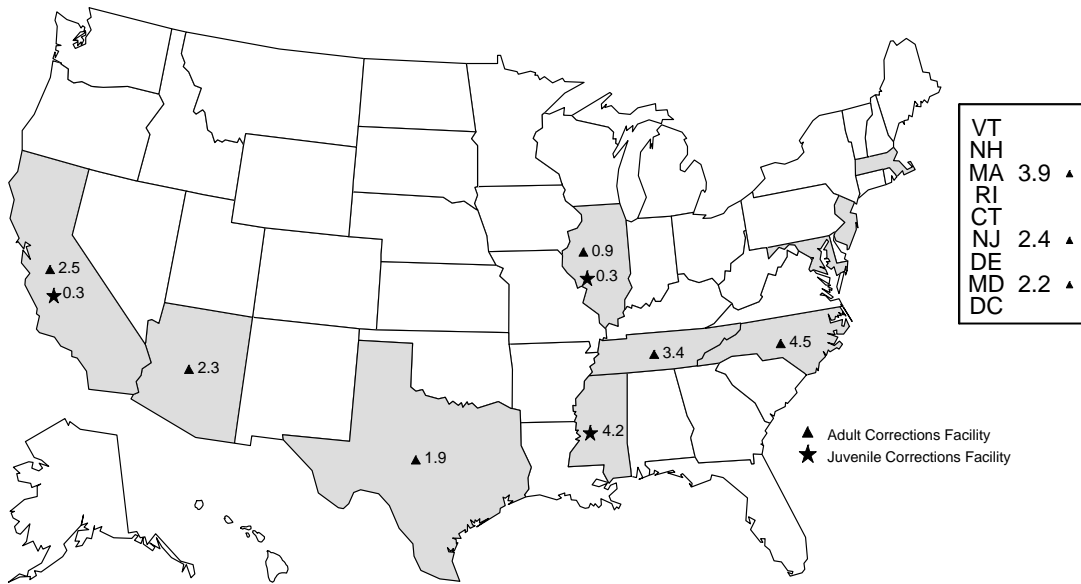 VT
NH
MA 3.9
RI
CT
NJ 2.4
DE
MD 2.2
DC
0.9
2.5
0.3
0.3
4.5
3.4
2.3
4.2
Adult Corrections Facility
1.9
Juvenile Corrections Facility